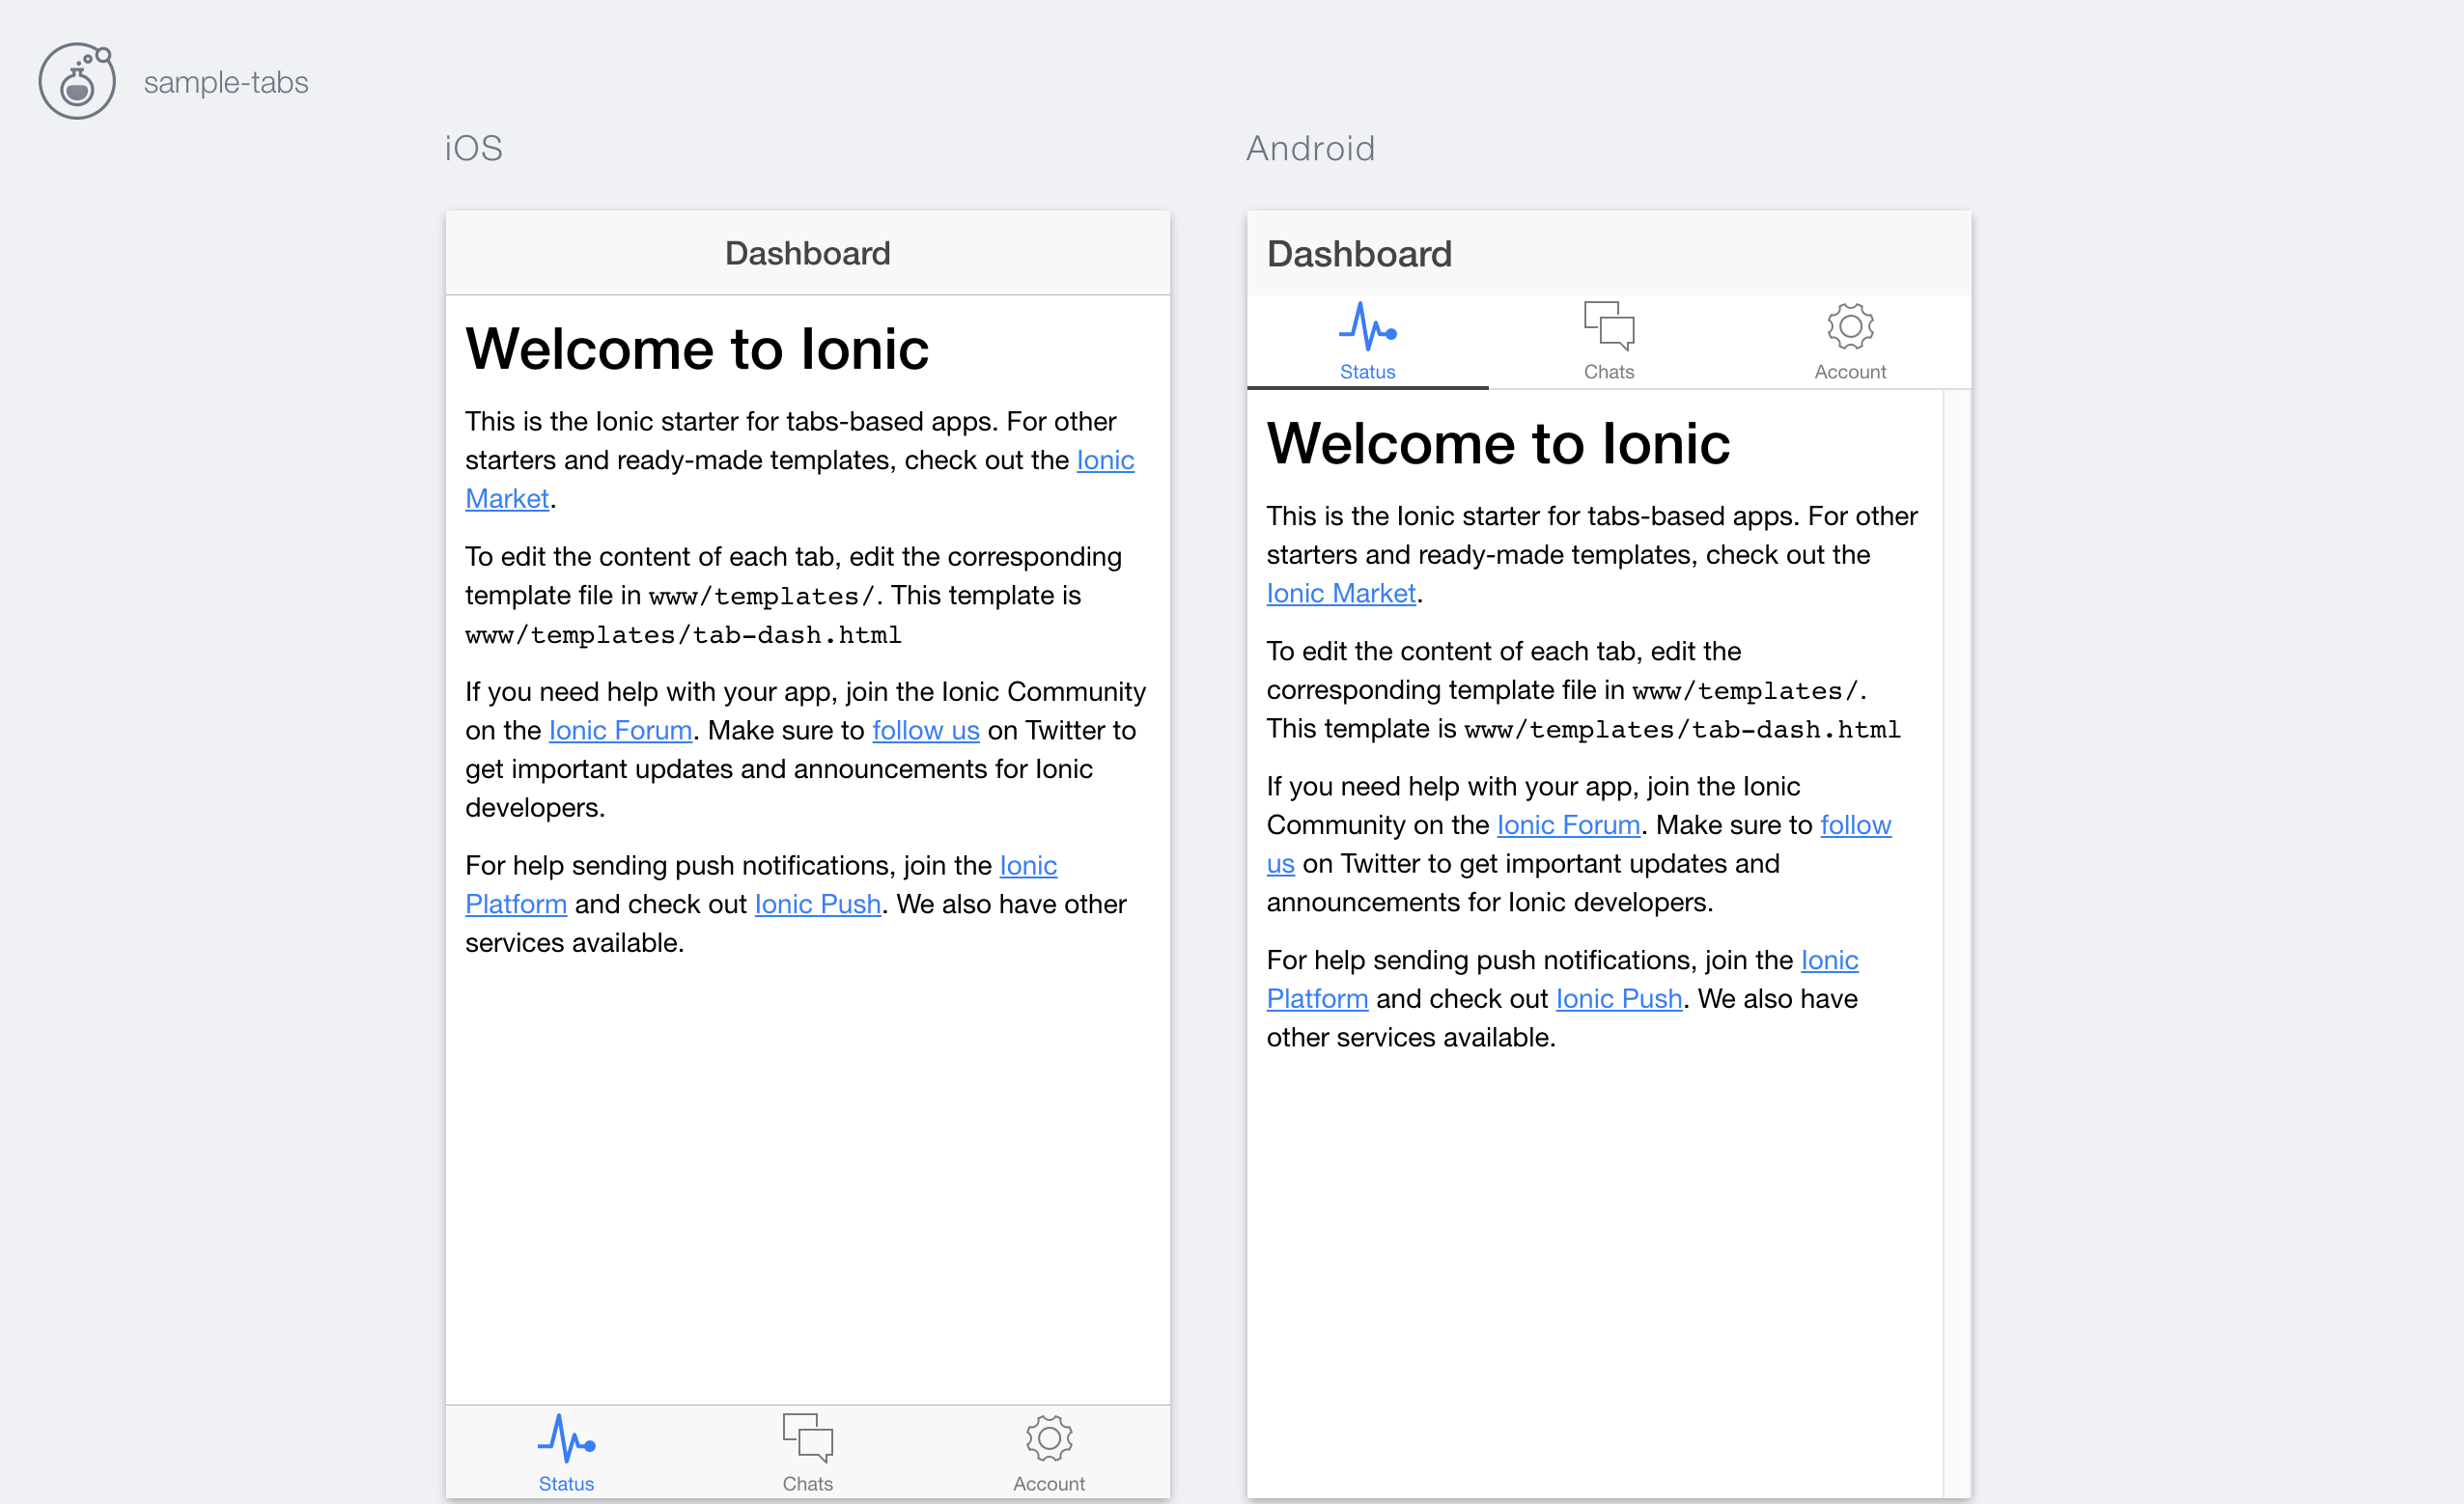 sample-tabs
iOS
Dashboard
Welcome to Ionic
This is the Ionic starter for tabs-based apps. For other
starters and ready-made templates, check out the Ionic
Market.
To edit the content of each tab, edit the corresponding
template file in www/templates/. This template is
www/templates/tab-dash.html
If you need help with your app, join the Ionic Community
on the Ionic Forum. Make sure to follow us on Twitter to
get important updates and announcements for Ionic
developers.
For help sending push notifications, join the Ionic
Platform and check out Ionic Push. We also have other
services available.
Status
Chats
Account
Android
Dashboard
Status
Chats
Account
Welcome to Ionic
This is the Ionic starter for tabs-based apps. For other
starters and ready-made templates, check out the
Ionic Market.
To edit the content of each tab, edit the
corresponding template file in www/templates/.
This template is www/templates/tab-dash.html
If you need help with your app, join the Ionic
Community on the Ionic Forum. Make sure to follow
us on Twitter to get important updates and
announcements for Ionic developers.
For help sending push notifications, join the Ionic
Platform and check out Ionic Push. We also have
other services available.